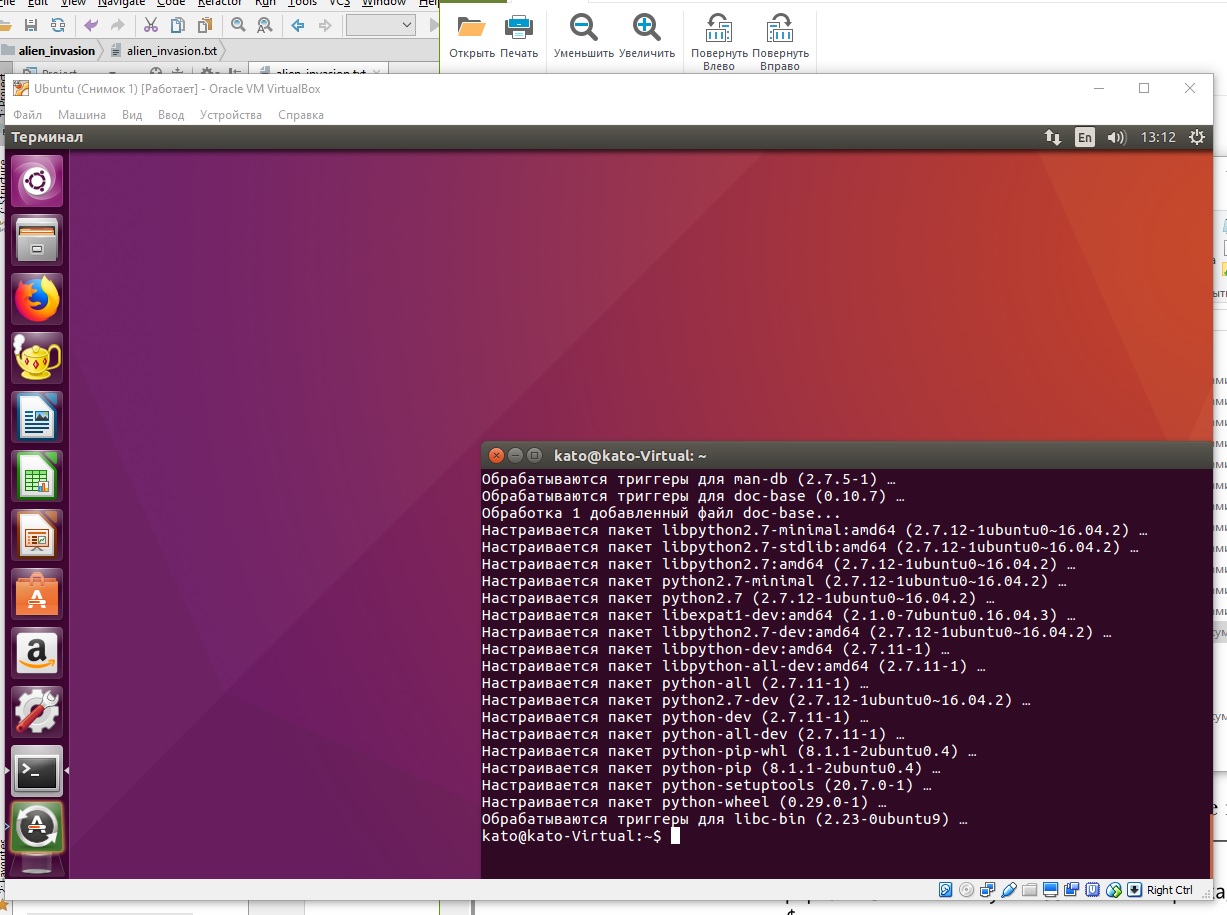 File Edit View Navigate Code Refactor Run Tools VCS Window Help
alien_invasion alien_invasion.txt
Project alien_invasion.txt
Открыть Печать Уменьшить Увеличить Повернуть Влево Повернуть Вправо
Ubuntu (Снимок 1) [Работает] - Oracle VM VirtualBox
Файл Машина Вид Ввод Устройства Справка
Терминал En 13:12
kato@kato-Virtual: ~
Обрабатываются триггеры для man-db (2.7.5-1) …
Обрабатываются триггеры для doc-base (0.10.7) …
Обработка 1 добавленный файл doc-base...
Настраивается пакет libpython2.7-minimal:amd64 (2.7.12-1ubuntu0~16.04.2) …
Настраивается пакет libpython2.7-stdlib:amd64 (2.7.12-1ubuntu0~16.04.2) …
Настраивается пакет libpython2.7:amd64 (2.7.12-1ubuntu0~16.04.2) …
Настраивается пакет python2.7-minimal (2.7.12-1ubuntu0~16.04.2) …
Настраивается пакет python2.7 (2.7.12-1ubuntu0~16.04.2) …
Настраивается пакет libexpat1-dev:amd64 (2.1.0-7ubuntu0.16.04.3) …
Настраивается пакет libpython2.7-dev:amd64 (2.7.12-1ubuntu0~16.04.2) …
Настраивается пакет libpython-dev:amd64 (2.7.11-1) …
Настраивается пакет libpython-all-dev:amd64 (2.7.11-1) …
Настраивается пакет python-all (2.7.11-1) …
Настраивается пакет python2.7-dev (2.7.12-1ubuntu0~16.04.2) …
Настраивается пакет python-dev (2.7.11-1) …
Настраивается пакет python-all-dev (2.7.11-1) …
Настраивается пакет python-pip-whl (8.1.1-2ubuntu0.4) …
Настраивается пакет python-pip (8.1.1-2ubuntu0.4) …
Настраивается пакет python-setuptools (20.7.0-1) …
Настраивается пакет python-wheel (0.29.0-1) …
Обрабатываются триггеры для libc-bin (2.23-0ubuntu9) …
kato@kato-Virtual:~$
Right Ctrl